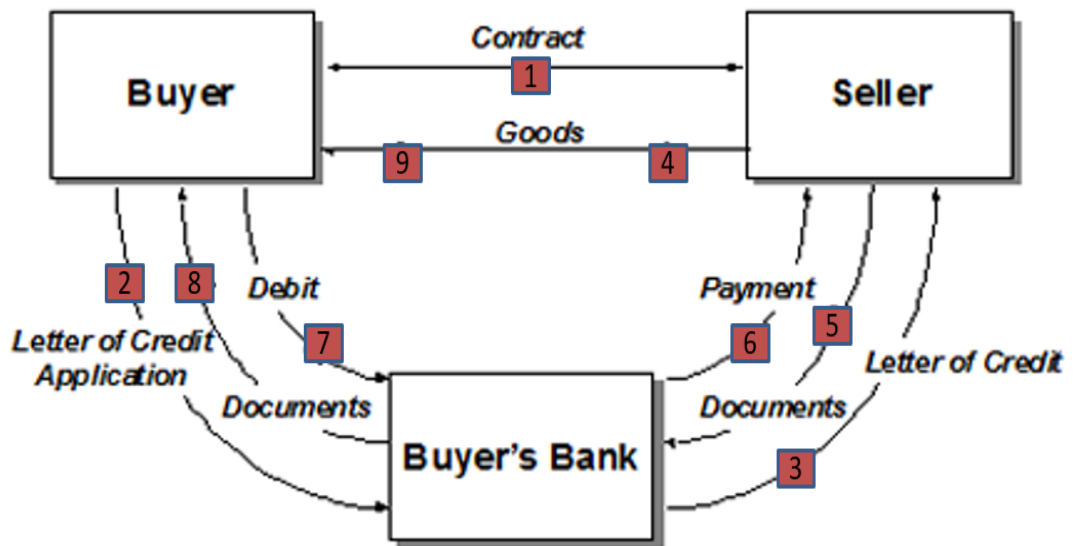 Contract
1
Buyer
Seller
Goods
9
4
2
8
Debit
7
Payment
6
5
Letter of Credit
Application
Letter of Credit
Documents
Documents
Buyer's Bank
3